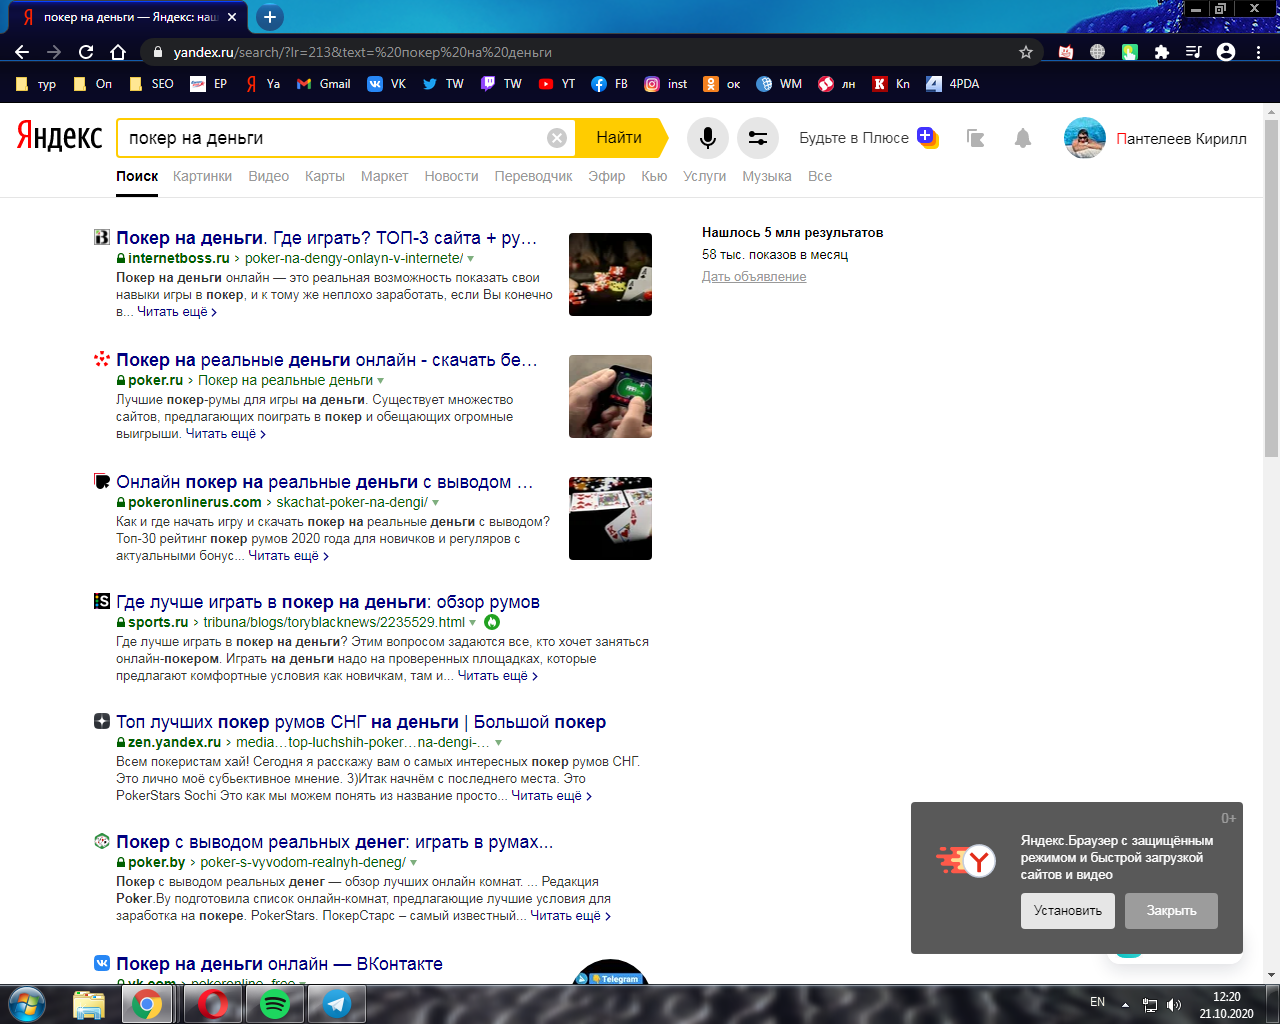 покер на деньги — Яндекс: наш
yandex.ru/search/?lr=213&text=%20покер%20на%20деньги
тур Оп SEO EP Ya Gmail VK TW TW YT FB inst ок WM лн Kn 4PDA
Яндекс покер на деньги Найти Будьте в Плюсе Пантелеев Кирилл
Поиск Картинки Видео Карты Маркет Новости Переводчик Эфир Кью Услуги Музыка Все
Покер на деньги. Где играть? ТОП-3 сайта + ру...
internetboss.ru › poker-na-dengy-onlayn-v-internete/
Покер на деньги онлайн — это реальная возможность показать свои
навыки игры в покер, и к тому же неплохо заработать, если Вы конечно
в... Читать ещё ›
Нашлось 5 млн результатов
58 тыс. показов в месяц
Дать объявление
Покер на реальные деньги онлайн - скачать бе...
poker.ru › Покер на реальные деньги
Лучшие покер-румы для игры на деньги. Существует множество
сайтов, предлагающих поиграть в покер и обещающих огромные
выигрыши. Читать ещё ›
Онлайн покер на реальные деньги с выводом ...
pokeronlinerus.com › skachat-poker-na-dengi/
Как и где начать игру и скачать покер на реальные деньги с выводом?
Топ-30 рейтинг покер румов 2020 года для новичков и регуляров с
актуальными бонус... Читать ещё ›
Где лучше играть в покер на деньги: обзор румов
sports.ru › tribuna/blogs/toryblacknews/2235529.html
Где лучше играть в покер на деньги? Этим вопросом задаются все, кто хочет заняться
онлайн-покером. Играть на деньги надо на проверенных площадках, которые
предлагают комфортные условия как новичкам, там и... Читать ещё ›
Топ лучших покер румов СНГ на деньги | Большой покер
zen.yandex.ru › media...top-luchshih-poker...na-dengi-...
Всем покеристам хай! Сегодня я расскажу вам о самых интересных покер румов СНГ.
Это лично моё субьективное мнение. 3)Итак начнём с последнего места. Это
PokerStars Sochi Это как мы можем понять из название просто... Читать ещё ›
Покер с выводом реальных денег: играть в румах...
poker.by › poker-s-vyvodom-realnyh-deneg/
Покер с выводом реальных денег — обзор лучших онлайн комнат. ... Редакция
Poker.By подготовила список онлайн-комнат, предлагающие лучшие условия для
заработка на покере. PokerStars. ПокерСтарс – самый известный... Читать ещё ›
0+
Яндекс.Браузер с защищённым
режимом и быстрой загрузкой
сайтов и видео
Установить Закрыть
Покер на деньги онлайн — ВКонтакте
vk.com › pokeronline_free
Telegram
EN
12:20
21.10.2020